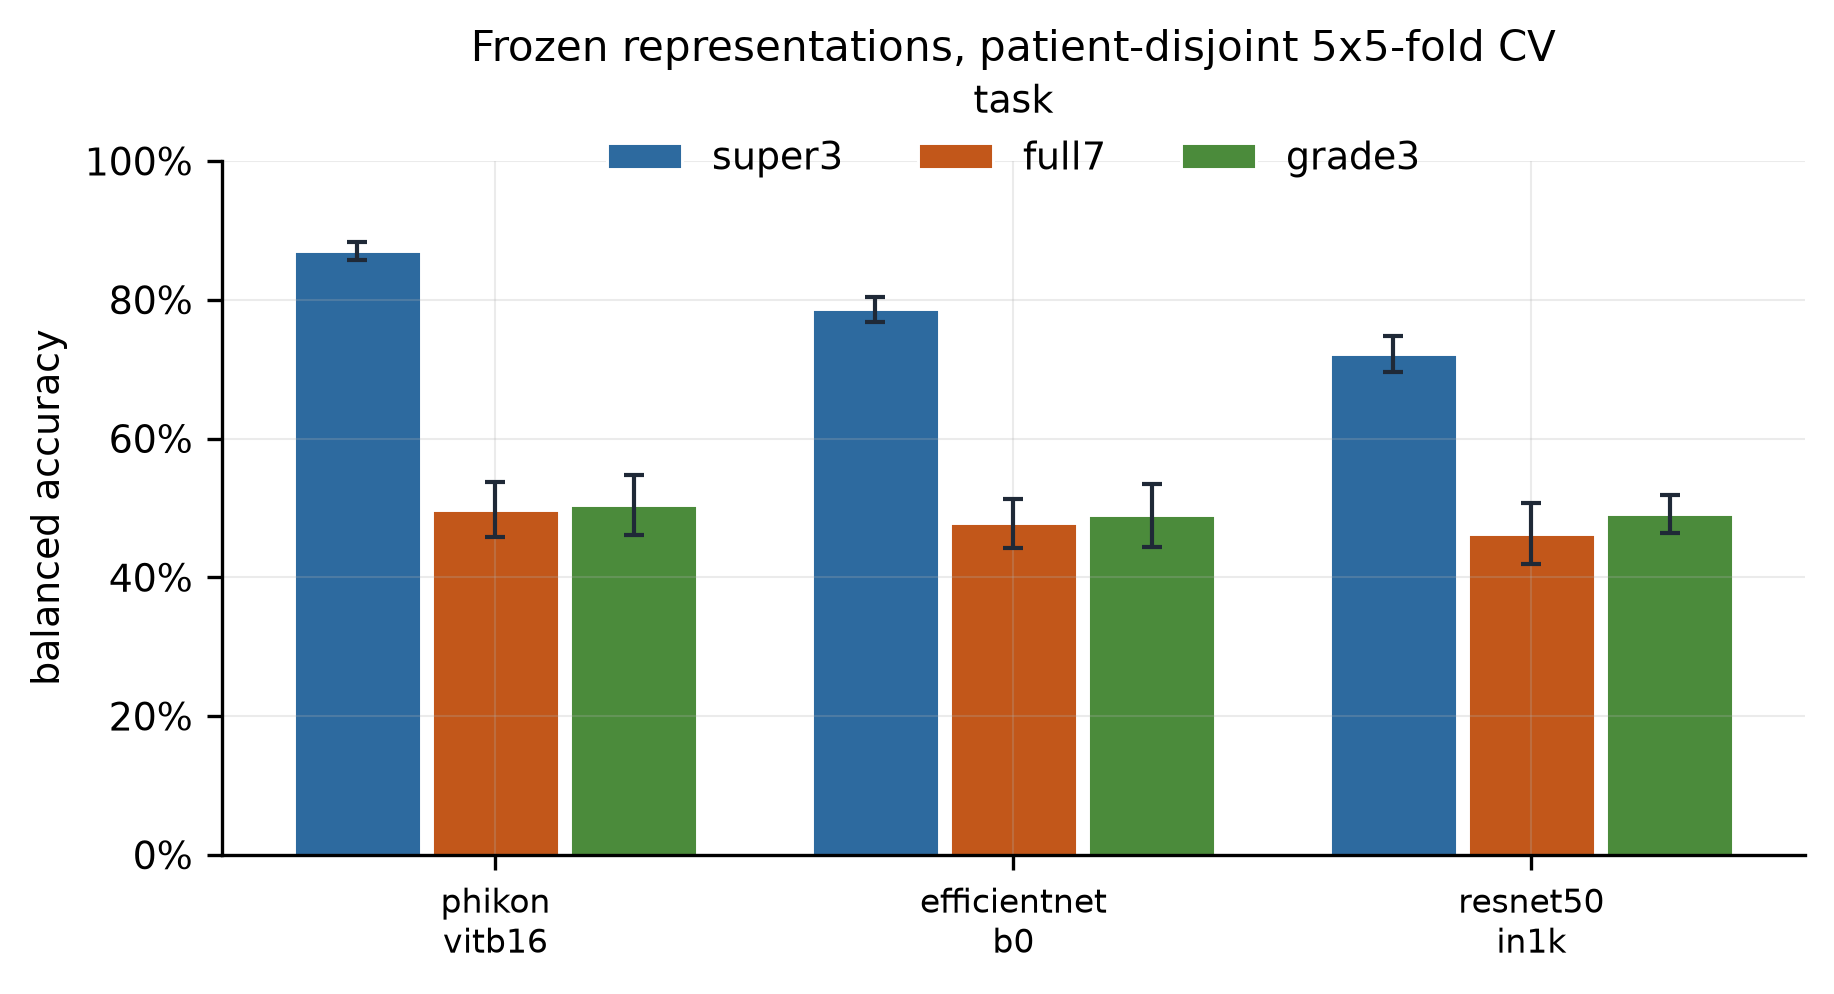 Frozen representations, patient-disjoint 5x5-fold CV
task
super3 full7 grade3
100%
80%
60%
40%
20%
0%
balanced accuracy
phikon efficientnet resnet50
vitb16 b0 in1k